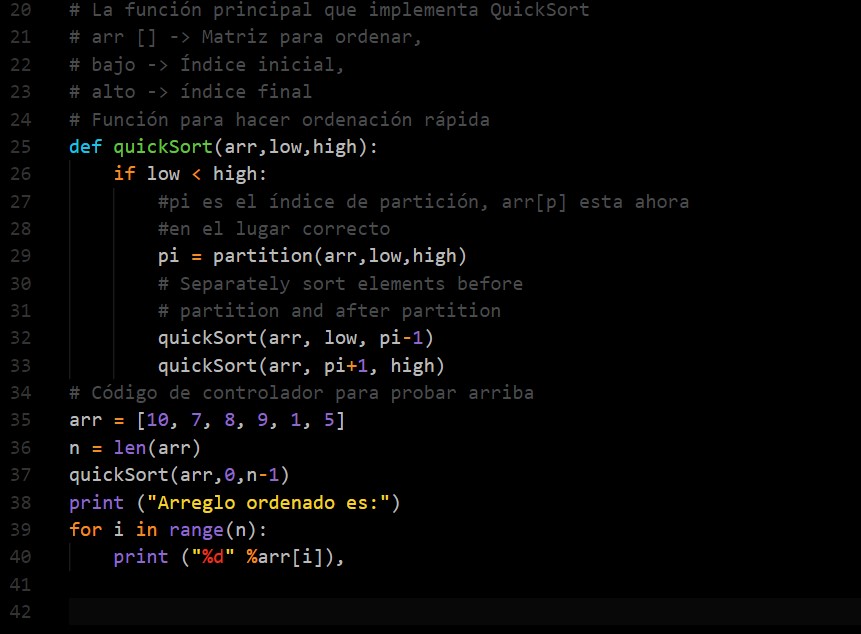 20 # La función principal que implementa QuickSort
21 # arr [] -> Matriz para ordenar,
22 # bajo -> Índice inicial,
23 # alto -> índice final
24 # Función para hacer ordenación rápida
25 def quickSort(arr,low,high):
26     if low < high:
27         #pi es el índice de partición, arr[p] esta ahora
28         #en el lugar correcto
29         pi = partition(arr,low,high)
30         # Separately sort elements before
31         # partition and after partition
32         quickSort(arr, low, pi-1)
33         quickSort(arr, pi+1, high)
34 # Código de controlador para probar arriba
35 arr = [10, 7, 8, 9, 1, 5]
36 n = len(arr)
37 quickSort(arr,0,n-1)
38 print ("Arreglo ordenado es:")
39 for i in range(n):
40     print ("%d" %arr[i]),
41
42